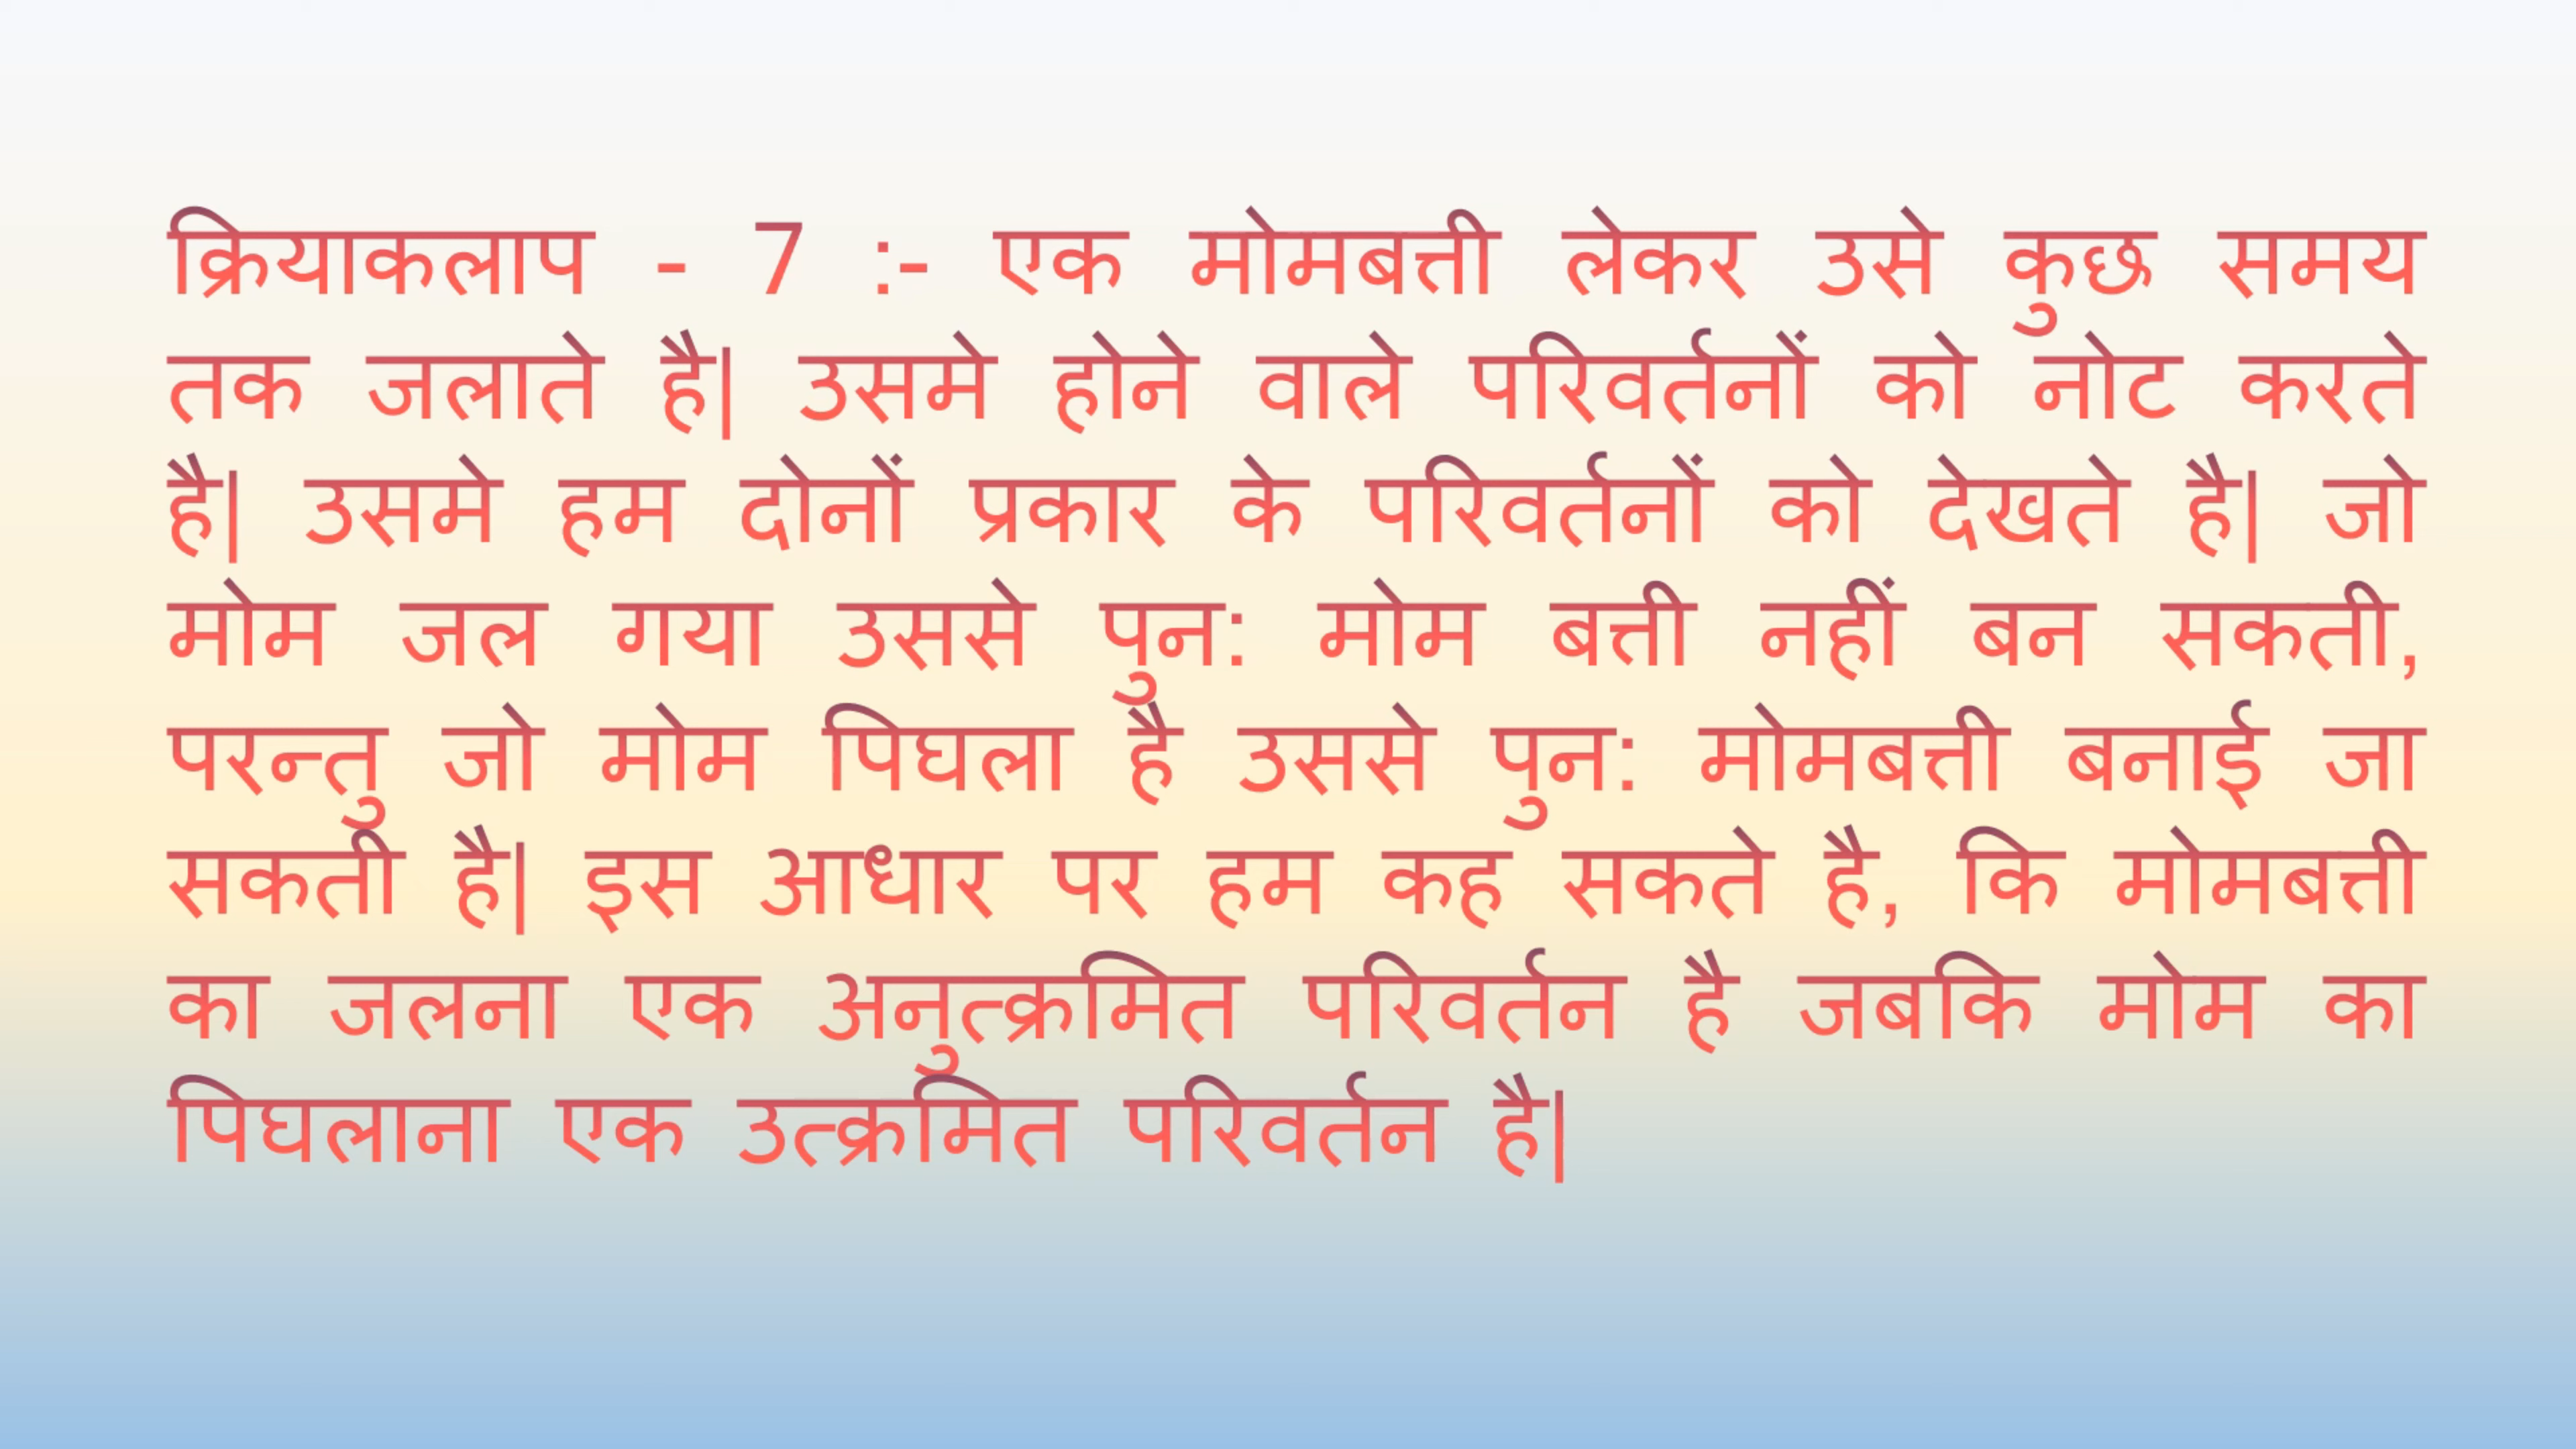 क्रियाकलाप - 7 :- एक मोमबत्ती लेकर उसे कुछ समय
तक जलाते है| उसमे होने वाले परिवर्तनों को नोट करते
है| उसमे हम दोनों प्रकार के परिवर्तनों को देखते है| जो
मोम जल गया उससे पुन: मोम बत्ती नहीं बन सकती,
परन्तु जो मोम पिघला है उससे पुन: मोमबत्ती बनाई जा
सकती है| इस आधार पर हम कह सकते है, कि मोमबत्ती
का जलना एक अनुत्क्रमित परिवर्तन है जबकि मोम का
पिघलाना एक उत्क्रमित परिवर्तन है|